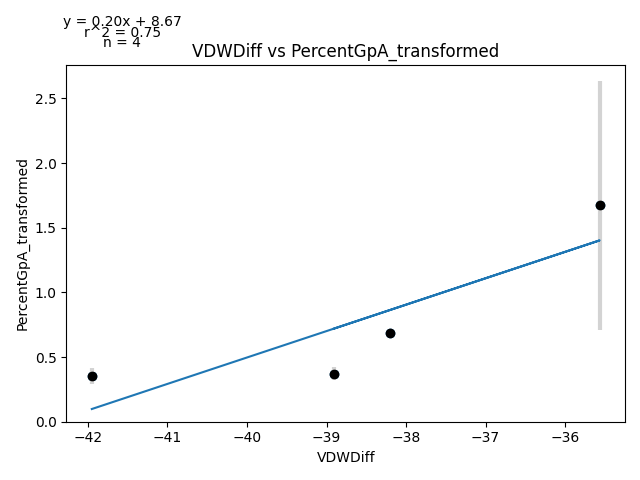 y = 0.20x + 8.67
r^2 = 0.75
n = 4
VDWDiff vs PercentGpA_transformed
PercentGpA_transformed
2.5
2.0
1.5
1.0
0.5
0.0
−42 −41 −40 −39 −38 −37 −36
VDWDiff